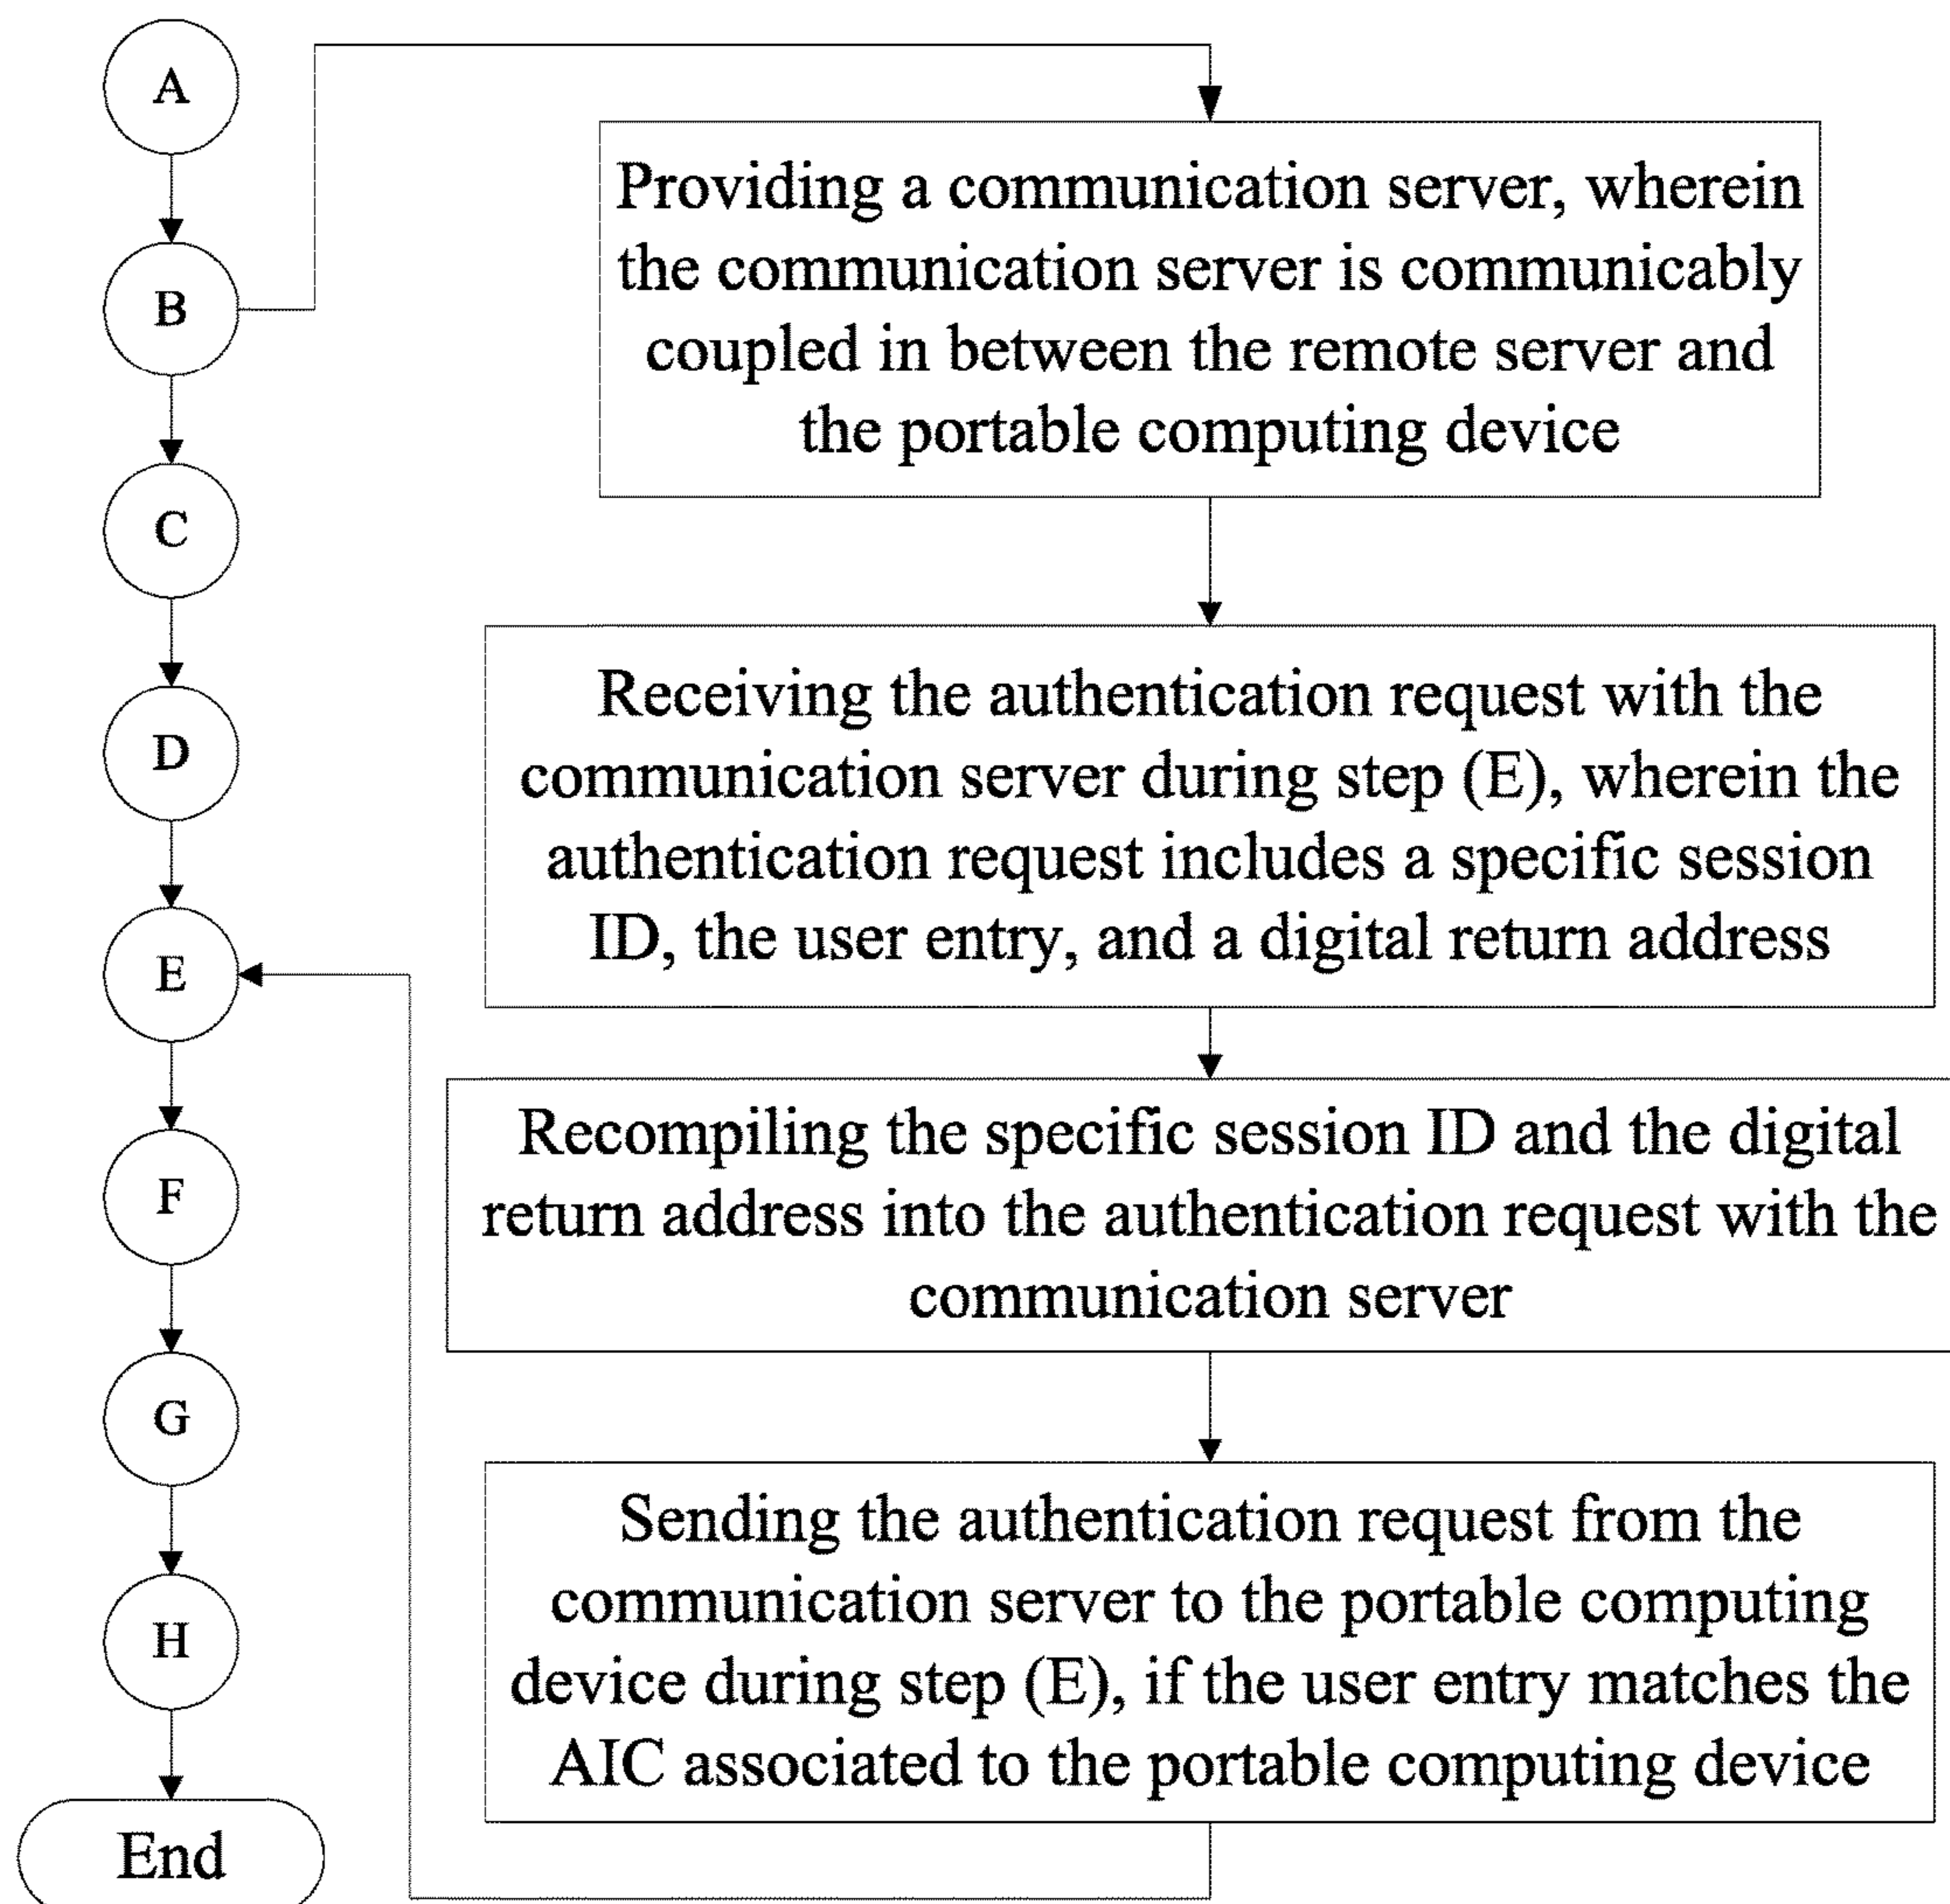 A
B
C
D
E
F
G
H
End
Providing a communication server, wherein
the communication server is communicably
coupled in between the remote server and
the portable computing device
Receiving the authentication request with the
communication server during step (E), wherein the
authentication request includes a specific session
ID, the user entry, and a digital return address
Recompiling the specific session ID and the digital
return address into the authentication request with the
communication server
Sending the authentication request from the
communication server to the portable computing
device during step (E), if the user entry matches the
AIC associated to the portable computing device